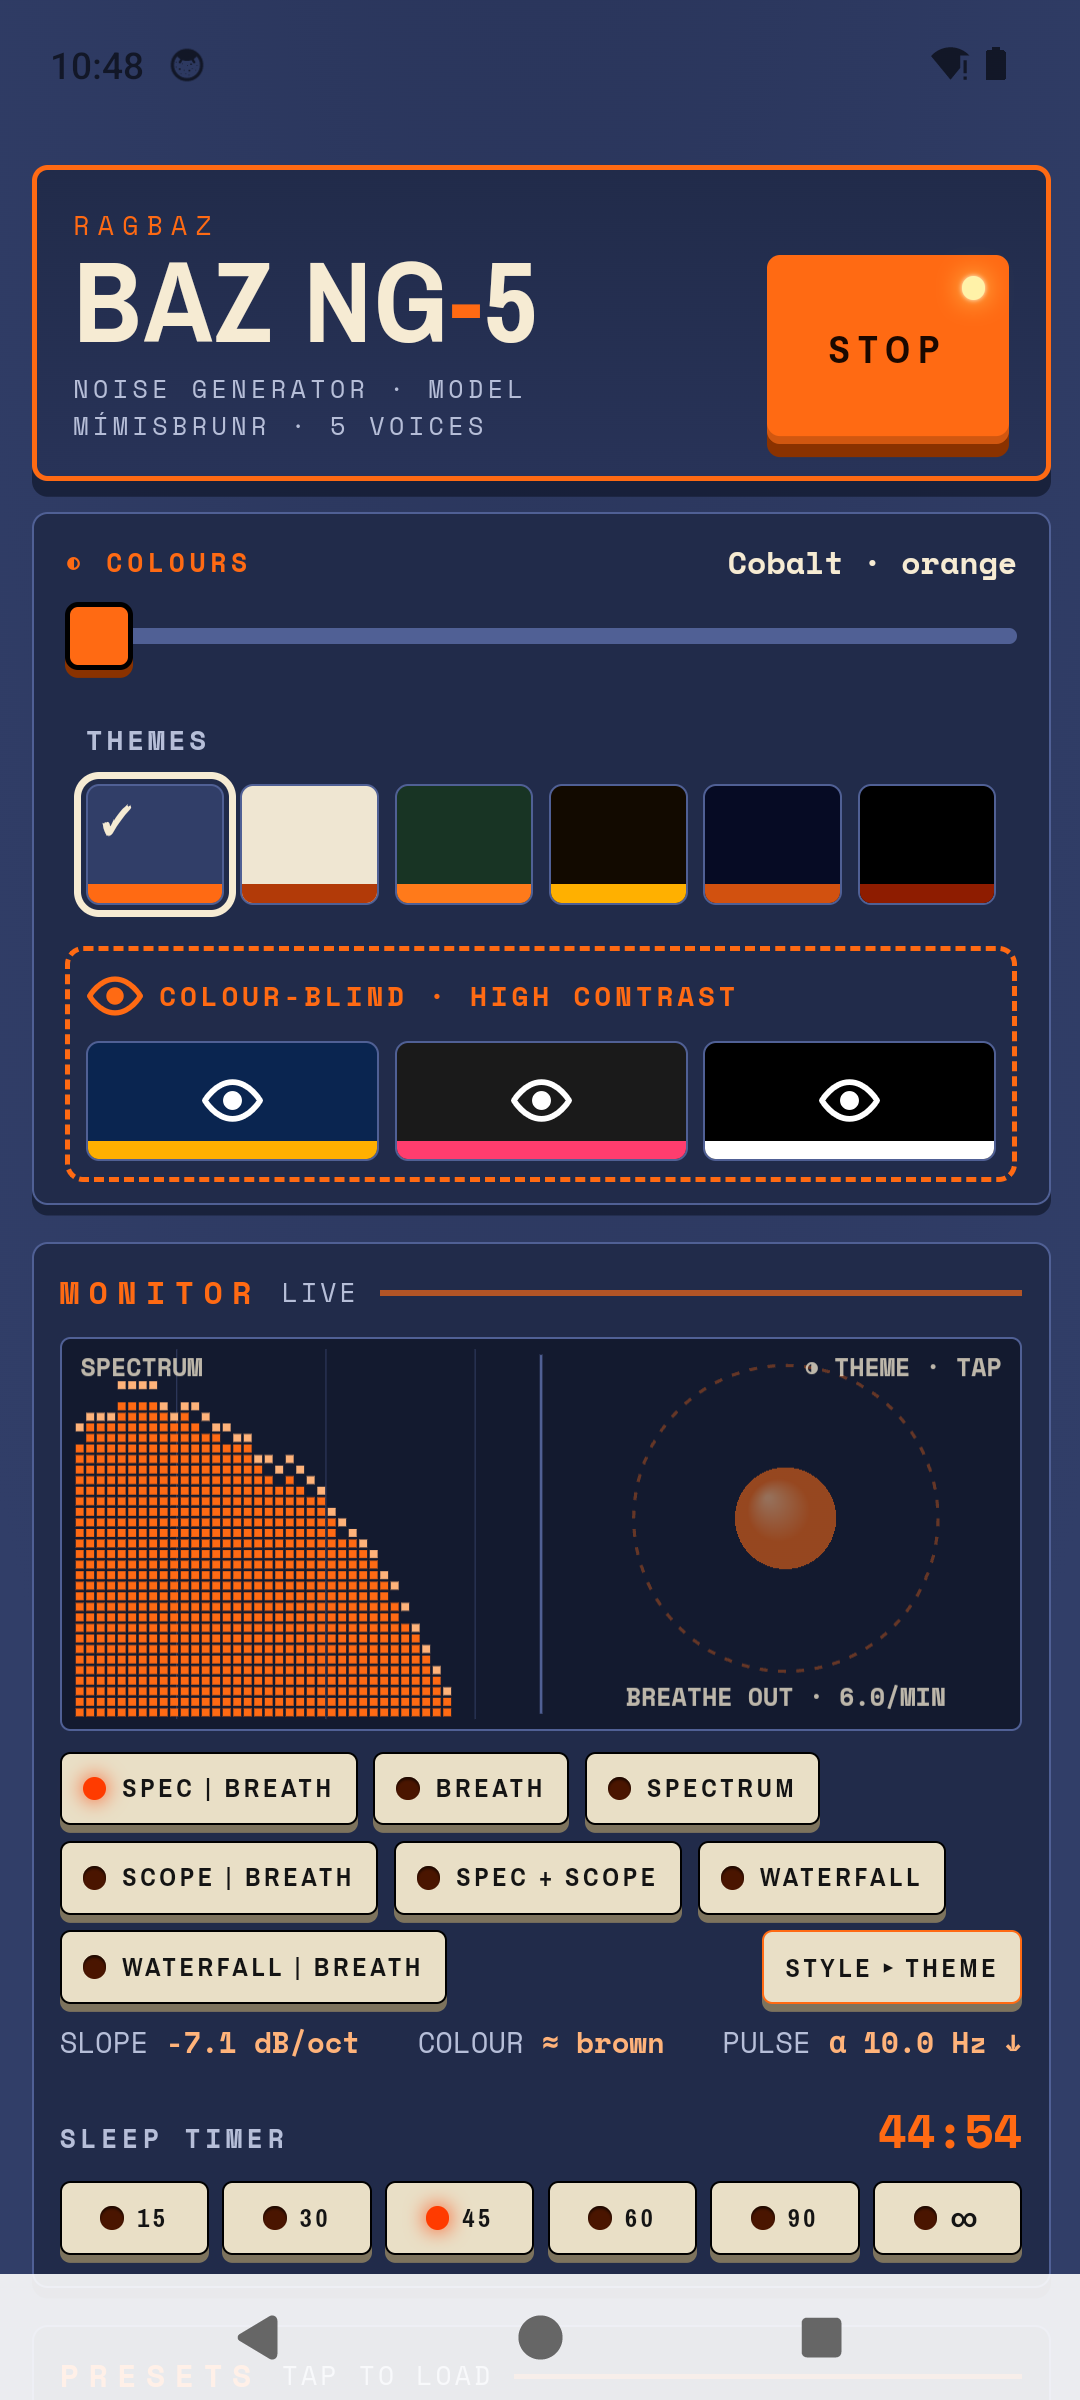 10:48
RAGBAZ
BAZ NG-5
NOISE GENERATOR · MODEL
MÍMISBRUNR · 5 VOICES
STOP
COLOURS
Cobalt · orange
THEMES
COLOUR-BLIND · HIGH CONTRAST
MONITOR LIVE
SPECTRUM
THEME · TAP
BREATHE OUT · 6.0/MIN
SPEC | BREATH
BREATH
SPECTRUM
SCOPE | BREATH
SPEC + SCOPE
WATERFALL
WATERFALL | BREATH
STYLE ▸ THEME
SLOPE -7.1 dB/oct
COLOUR ≈ brown
PULSE α 10.0 Hz ↓
SLEEP TIMER
44:54
15
30
45
60
90
∞
PRESETS TAP TO LOAD